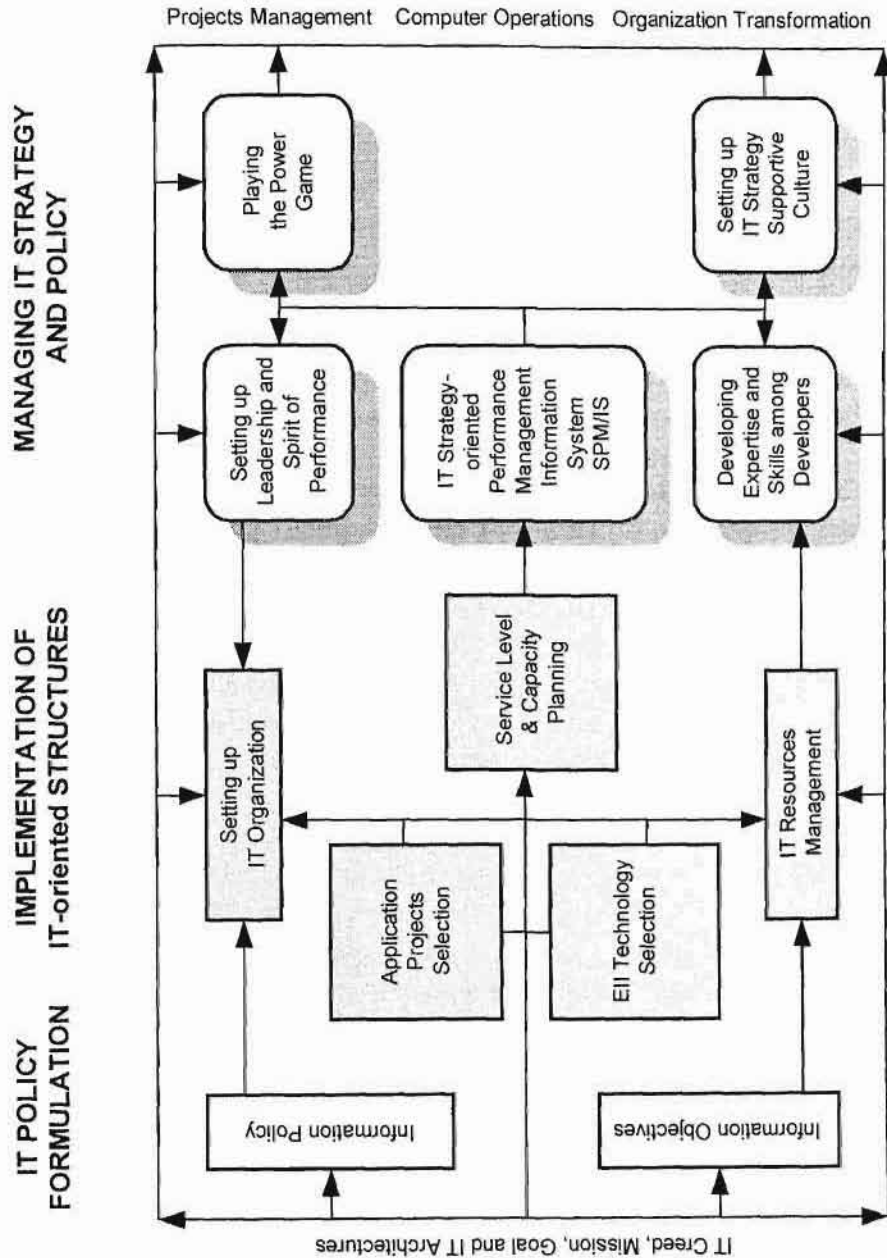 IT POLICY
FORMULATION
IMPLEMENTATION OF
IT-oriented STRUCTURES
MANAGING IT STRATEGY
AND POLICY
IT Creed, Mission, Goal and IT Architectures
Information Policy
Information Objectives
Setting up
IT Organization
Application
Projects
Selection
EII Technology
Selection
IT Resources
Management
Service Level
& Capacity
Planning
Setting up
Leadership and
Spirit of
Performance
IT Strategy-
oriented
Performance
Management
Information
System
SPM/IS
Developing
Expertise and
Skills among
Developers
Playing
the Power
Game
Setting up
IT Strategy
Supportive
Culture
Projects Management
Computer Operations
Organization Transformation